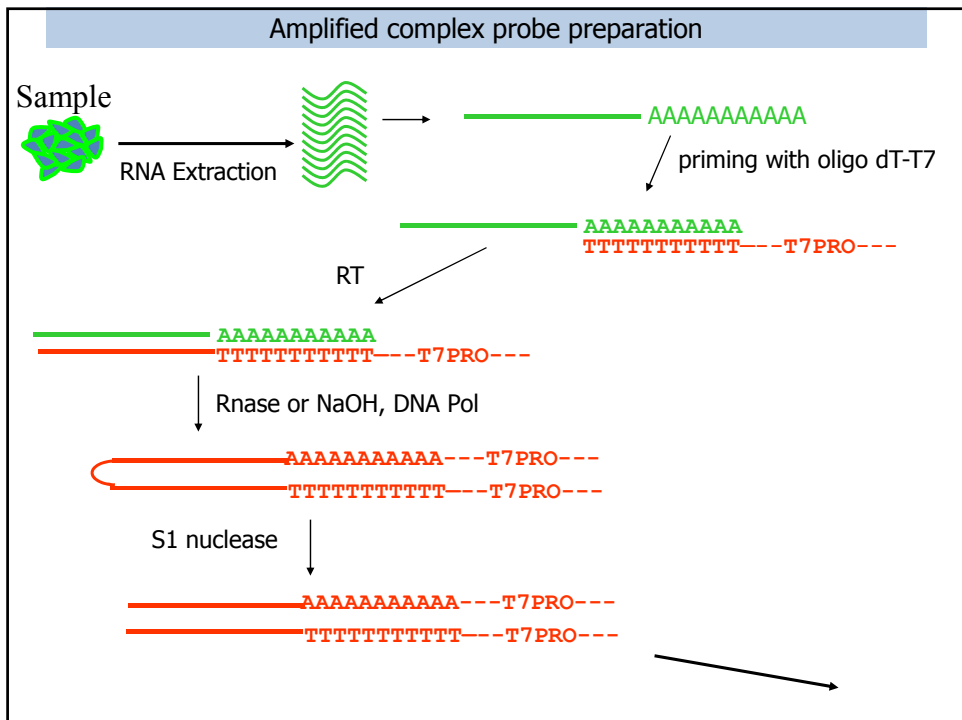 Amplified complex probe preparation
Sample
RNA Extraction
AAAAAAAAAAA
priming with oligo dT-T7
AAAAAAAAAAA
TTTTTTTTTTT—---T7PRO---
RT
AAAAAAAAAAA
TTTTTTTTTTT—---T7PRO---
Rnase or NaOH, DNA Pol
AAAAAAAAAAA---T7PRO---
TTTTTTTTTTT—---T7PRO---
S1 nuclease
AAAAAAAAAAA---T7PRO---
TTTTTTTTTTT—---T7PRO---